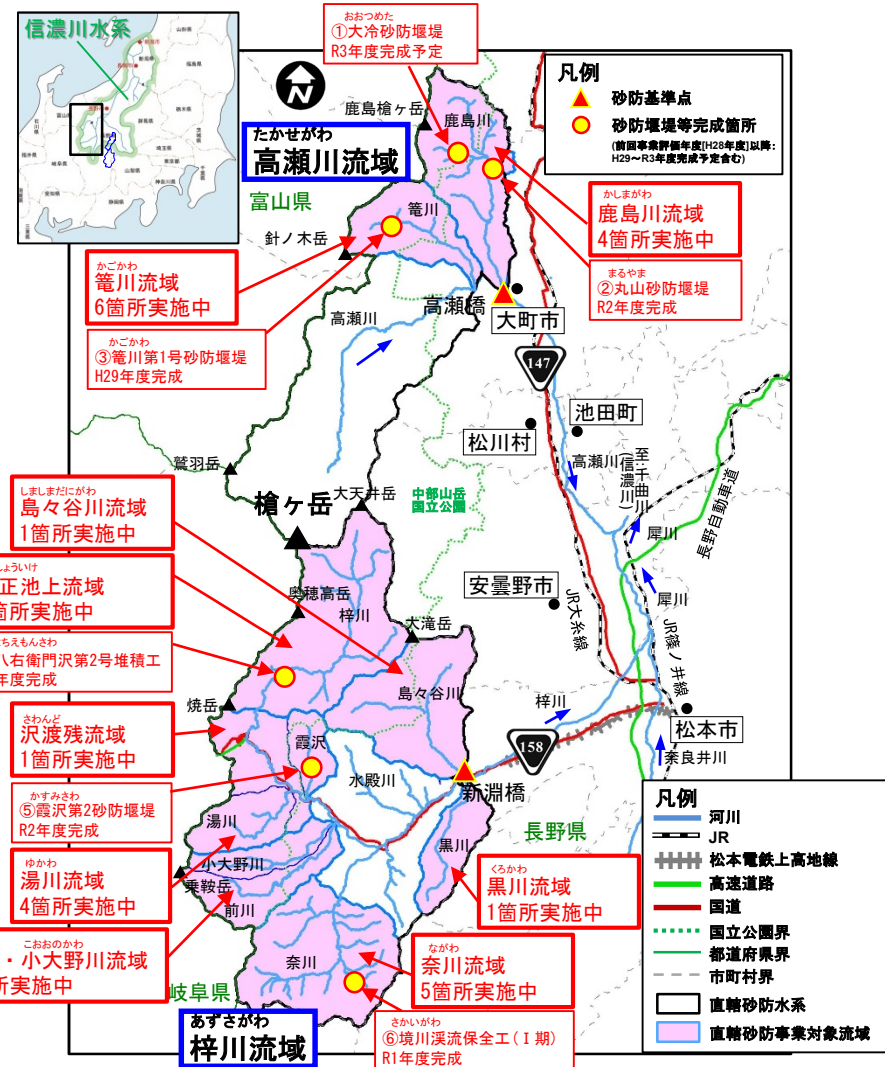 信濃川水系
おおつめた
①大冷砂防堰堤
R3年度完成予定
N
凡例
砂防基準点
砂防堰堤等完成箇所
(前回事業評価年度[H28年度]以降:
H29～R3年度完成予定含む)
鹿島槍ヶ岳
鹿島川
たかせがわ
高瀬川流域
富山県
かしまがわ
鹿島川流域
4箇所実施中
籠川
針ノ木岳
かごかわ
篭川流域
6箇所実施中
まるやま
②丸山砂防堰堤
R2年度完成
高瀬橋
大町市
高瀬川
かごかわ
③篭川第1号砂防堰堤
H29年度完成
147
池田町
松川村
高瀬川
至:千曲川
(信濃川)
長野自動車道
鷲羽岳
大天井岳
中部山岳
国立公園
槍ヶ岳
しましまだにがわ
島々谷川流域
1箇所実施中
犀川
安曇野市
JR大糸線
犀川
JR篠ノ井線
ょういけ
正池上流域
箇所実施中
奥穂高岳
梓川
大滝岳
ちえもんさわ
八右衛門沢第2号堆積工
年度完成
島々谷川
焼岳
梓川
松本市
さわんど
沢渡残流域
1箇所実施中
霞沢
158
奈良井川
水殿川
新淵橋
かすみさわ
⑤霞沢第2砂防堰堤
R2年度完成
長野県
湯川
黒川
ゆかわ
湯川流域
4箇所実施中
小大野川
乗鞍岳
前川
くろかわ
黒川流域
1箇所実施中
こおおのかわ
・小大野川流域
所実施中
奈川
ながわ
奈川流域
5箇所実施中
岐阜県
あずさがわ
梓川流域
さかいがわ
⑥境川渓流保全工(Ⅰ期)
R1年度完成
凡例
河川
JR
松本電鉄上高地線
高速道路
国道
国立公園界
都道府県界
市町村界
直轄砂防水系
直轄砂防事業対象流域